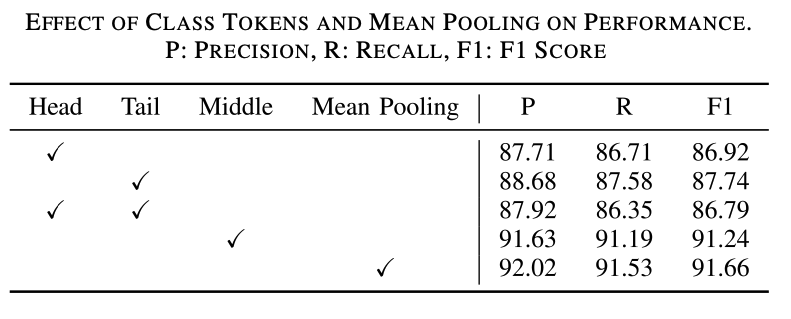 EFFECT OF CLASS TOKENS AND MEAN POOLING ON PERFORMANCE.
P: PRECISION, R: RECALL, F1: F1 SCORE
Head Tail Middle Mean Pooling P R F1
✓ 87.71 86.71 86.92
✓ 88.68 87.58 87.74
✓ ✓ 87.92 86.35 86.79
✓ 91.63 91.19 91.24
✓ 92.02 91.53 91.66